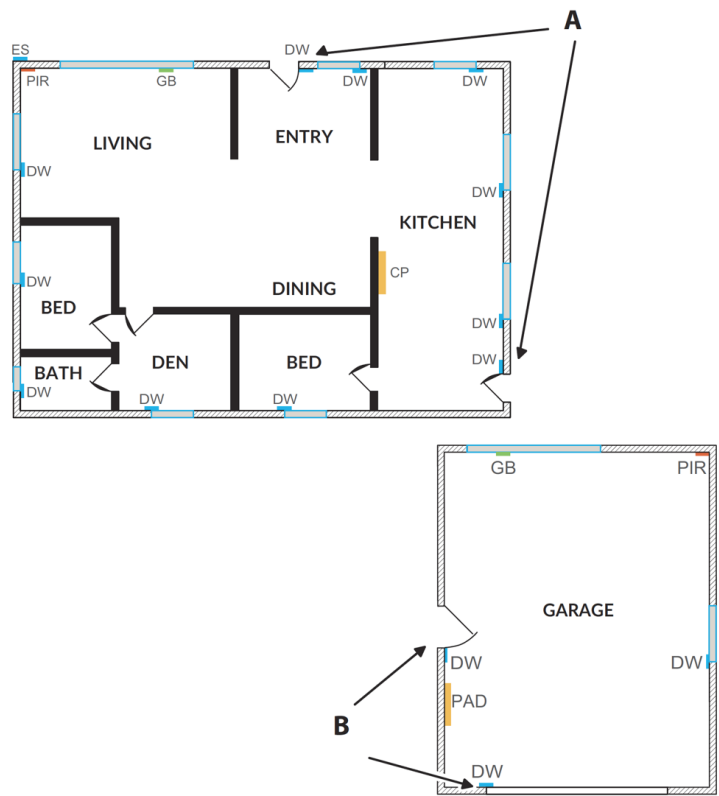 A
ES
DW
PIR
GB
DW
DW
LIVING
ENTRY
DW
DW
KITCHEN
DW
CP
BED
DINING
DW
DW
BATH
DEN
BED
DW
DW
DW
GB
PIR
GARAGE
DW
DW
PAD
B
DW